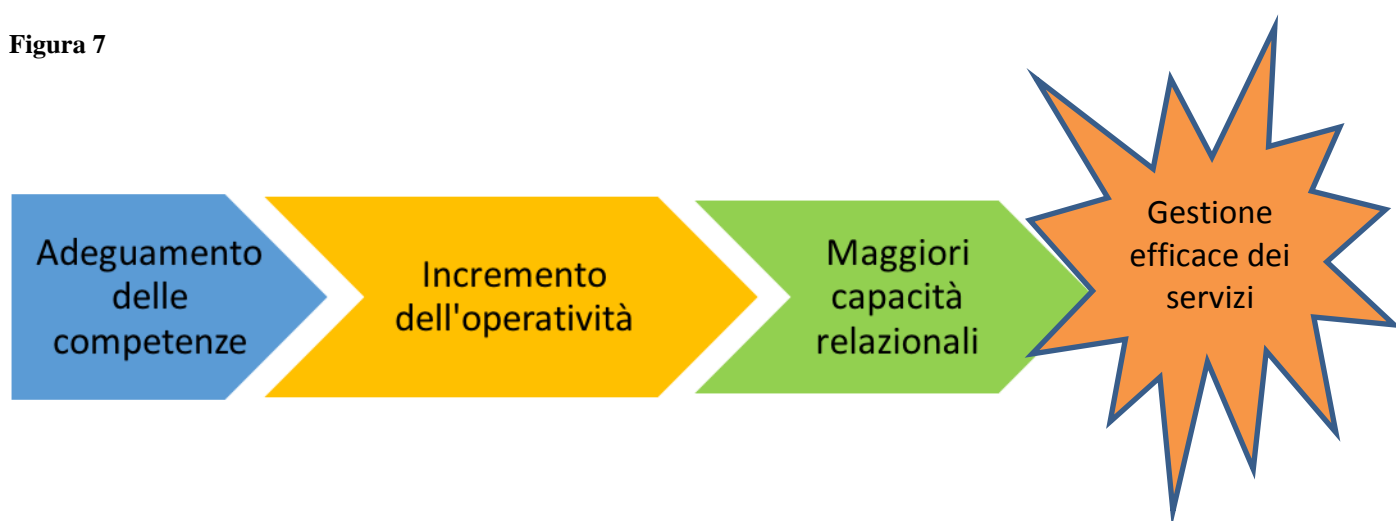 Figura 7
Adeguamento
delle
competenze
Incremento
dell'operatività
Maggiori
capacità
relazionali
Gestione
efficace dei
servizi